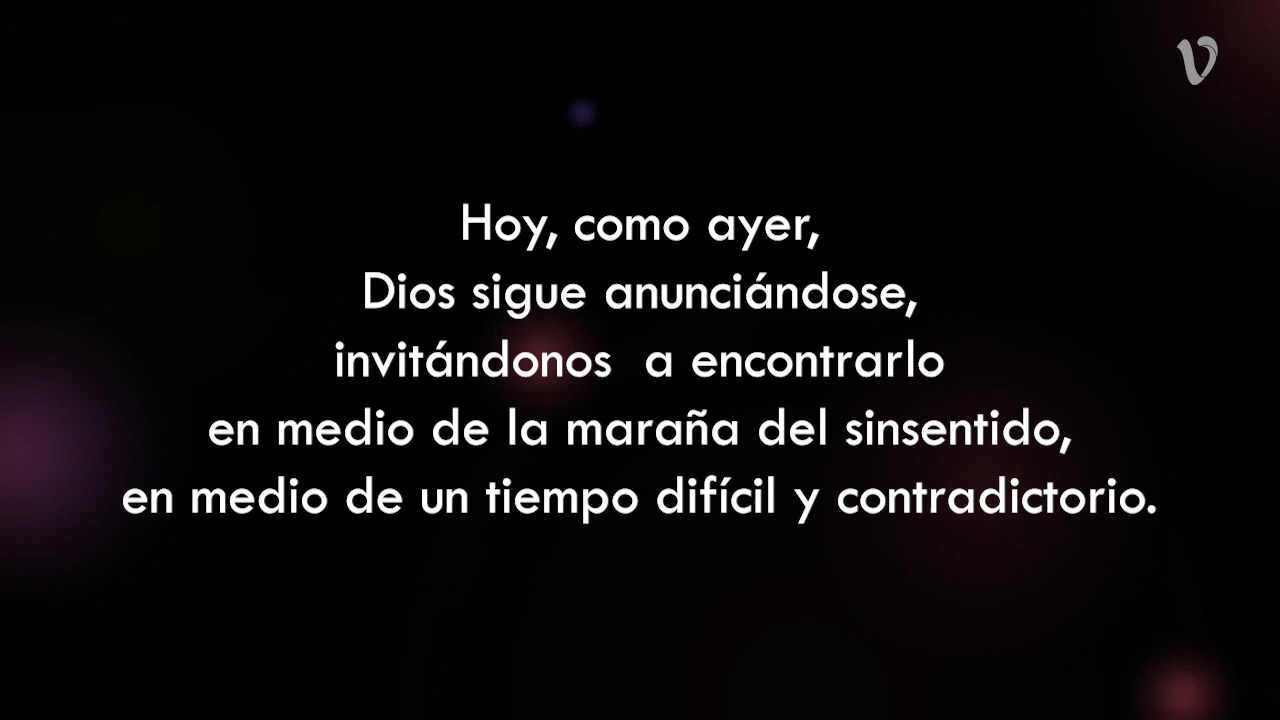 V
Hoy, como ayer,
Dios sigue anunciándose,
invitándonos  a encontrarlo
en medio de la maraña del sinsentido,
en medio de un tiempo difícil y contradictorio.